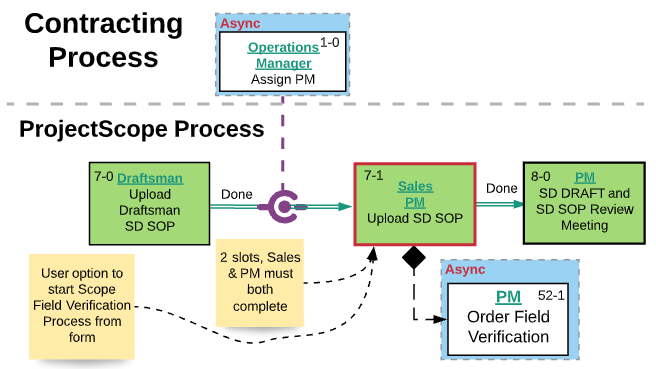 Contracting
Process
Async
Operations 1-0
Manager
Assign PM
ProjectScope Process
7-0 Draftsman
Upload
Draftsman
SD SOP
Done
7-1
Sales
PM
Upload SD SOP
Done
8-0 PM
SD DRAFT and
SD SOP Review
Meeting
User option to
start Scope
Field Verification
Process from
form
2 slots, Sales
& PM must
both
complete
Async
PM 52-1
Order Field
Verification